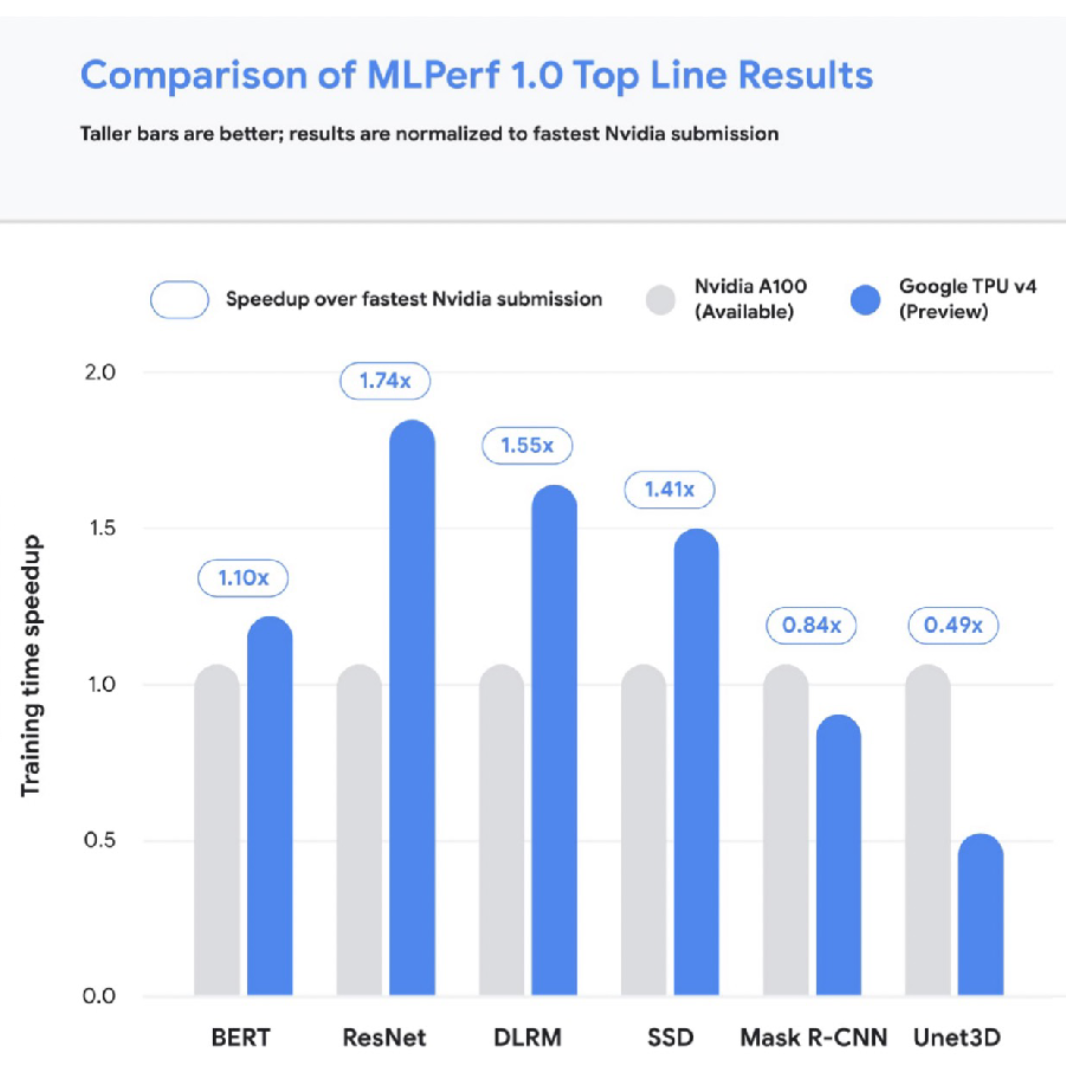 Comparison of MLPerf 1.0 Top Line Results
Taller bars are better; results are normalized to fastest Nvidia submission
Speedup over fastest Nvidia submission
Nvidia A100
(Available)
Google TPU v4
(Preview)
Training time speedup
2.0
1.5
1.0
0.5
0.0
1.10x
1.74x
1.55x
1.41x
0.84x
0.49x
BERT
ResNet
DLRM
SSD
Mask R-CNN
Unet3D